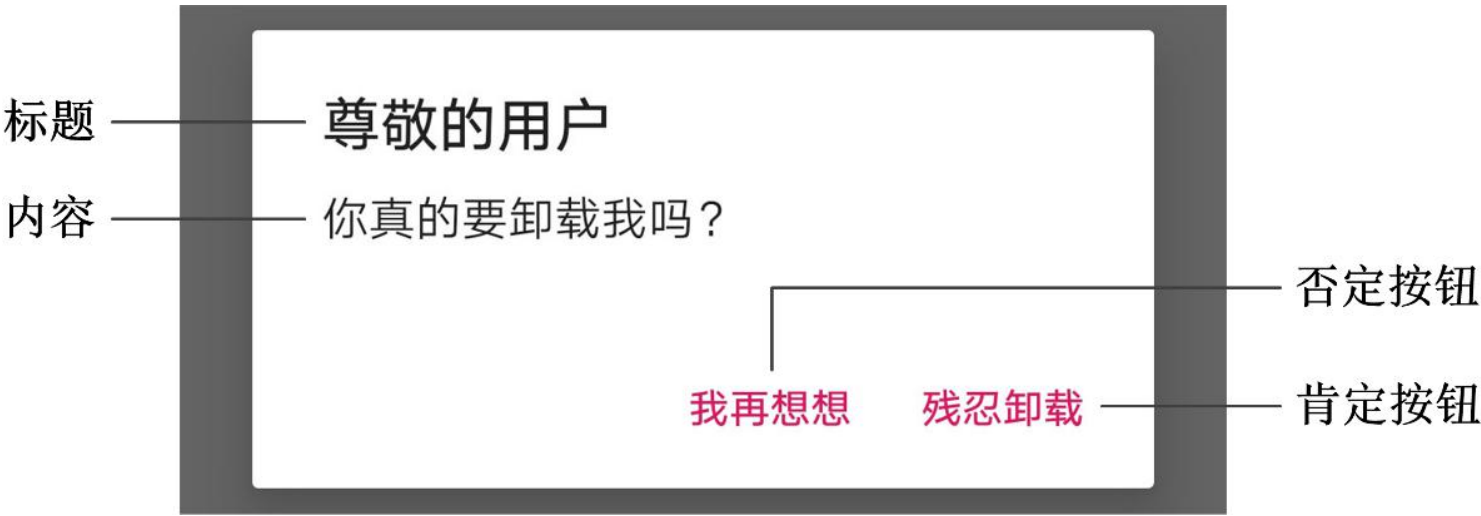 标题
尊敬的用户
内容
你真的要卸载我吗？
否定按钮
我再想想
残忍卸载
肯定按钮